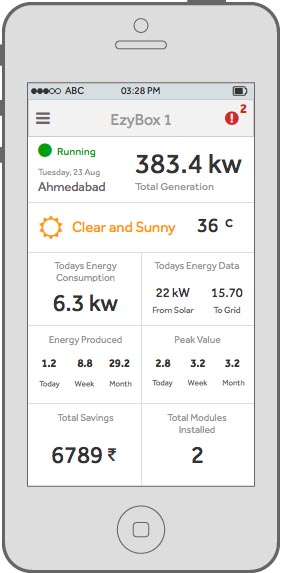 ABC 03:28 PM
EzyBox 1 2
Running
383.4 kw
Tuesday, 23 Aug
Ahmedabad
Total Generation
Clear and Sunny 36 C
Todays Energy
Consumption
6.3 kw
Todays Energy Data
22 kW 15.70
From Solar To Grid
Energy Produced
1.2 8.8 29.2
Today Week Month
Peak Value
2.8 3.2 3.2
Today Week Month
Total Savings
6789 ₹
Total Modules
Installed
2